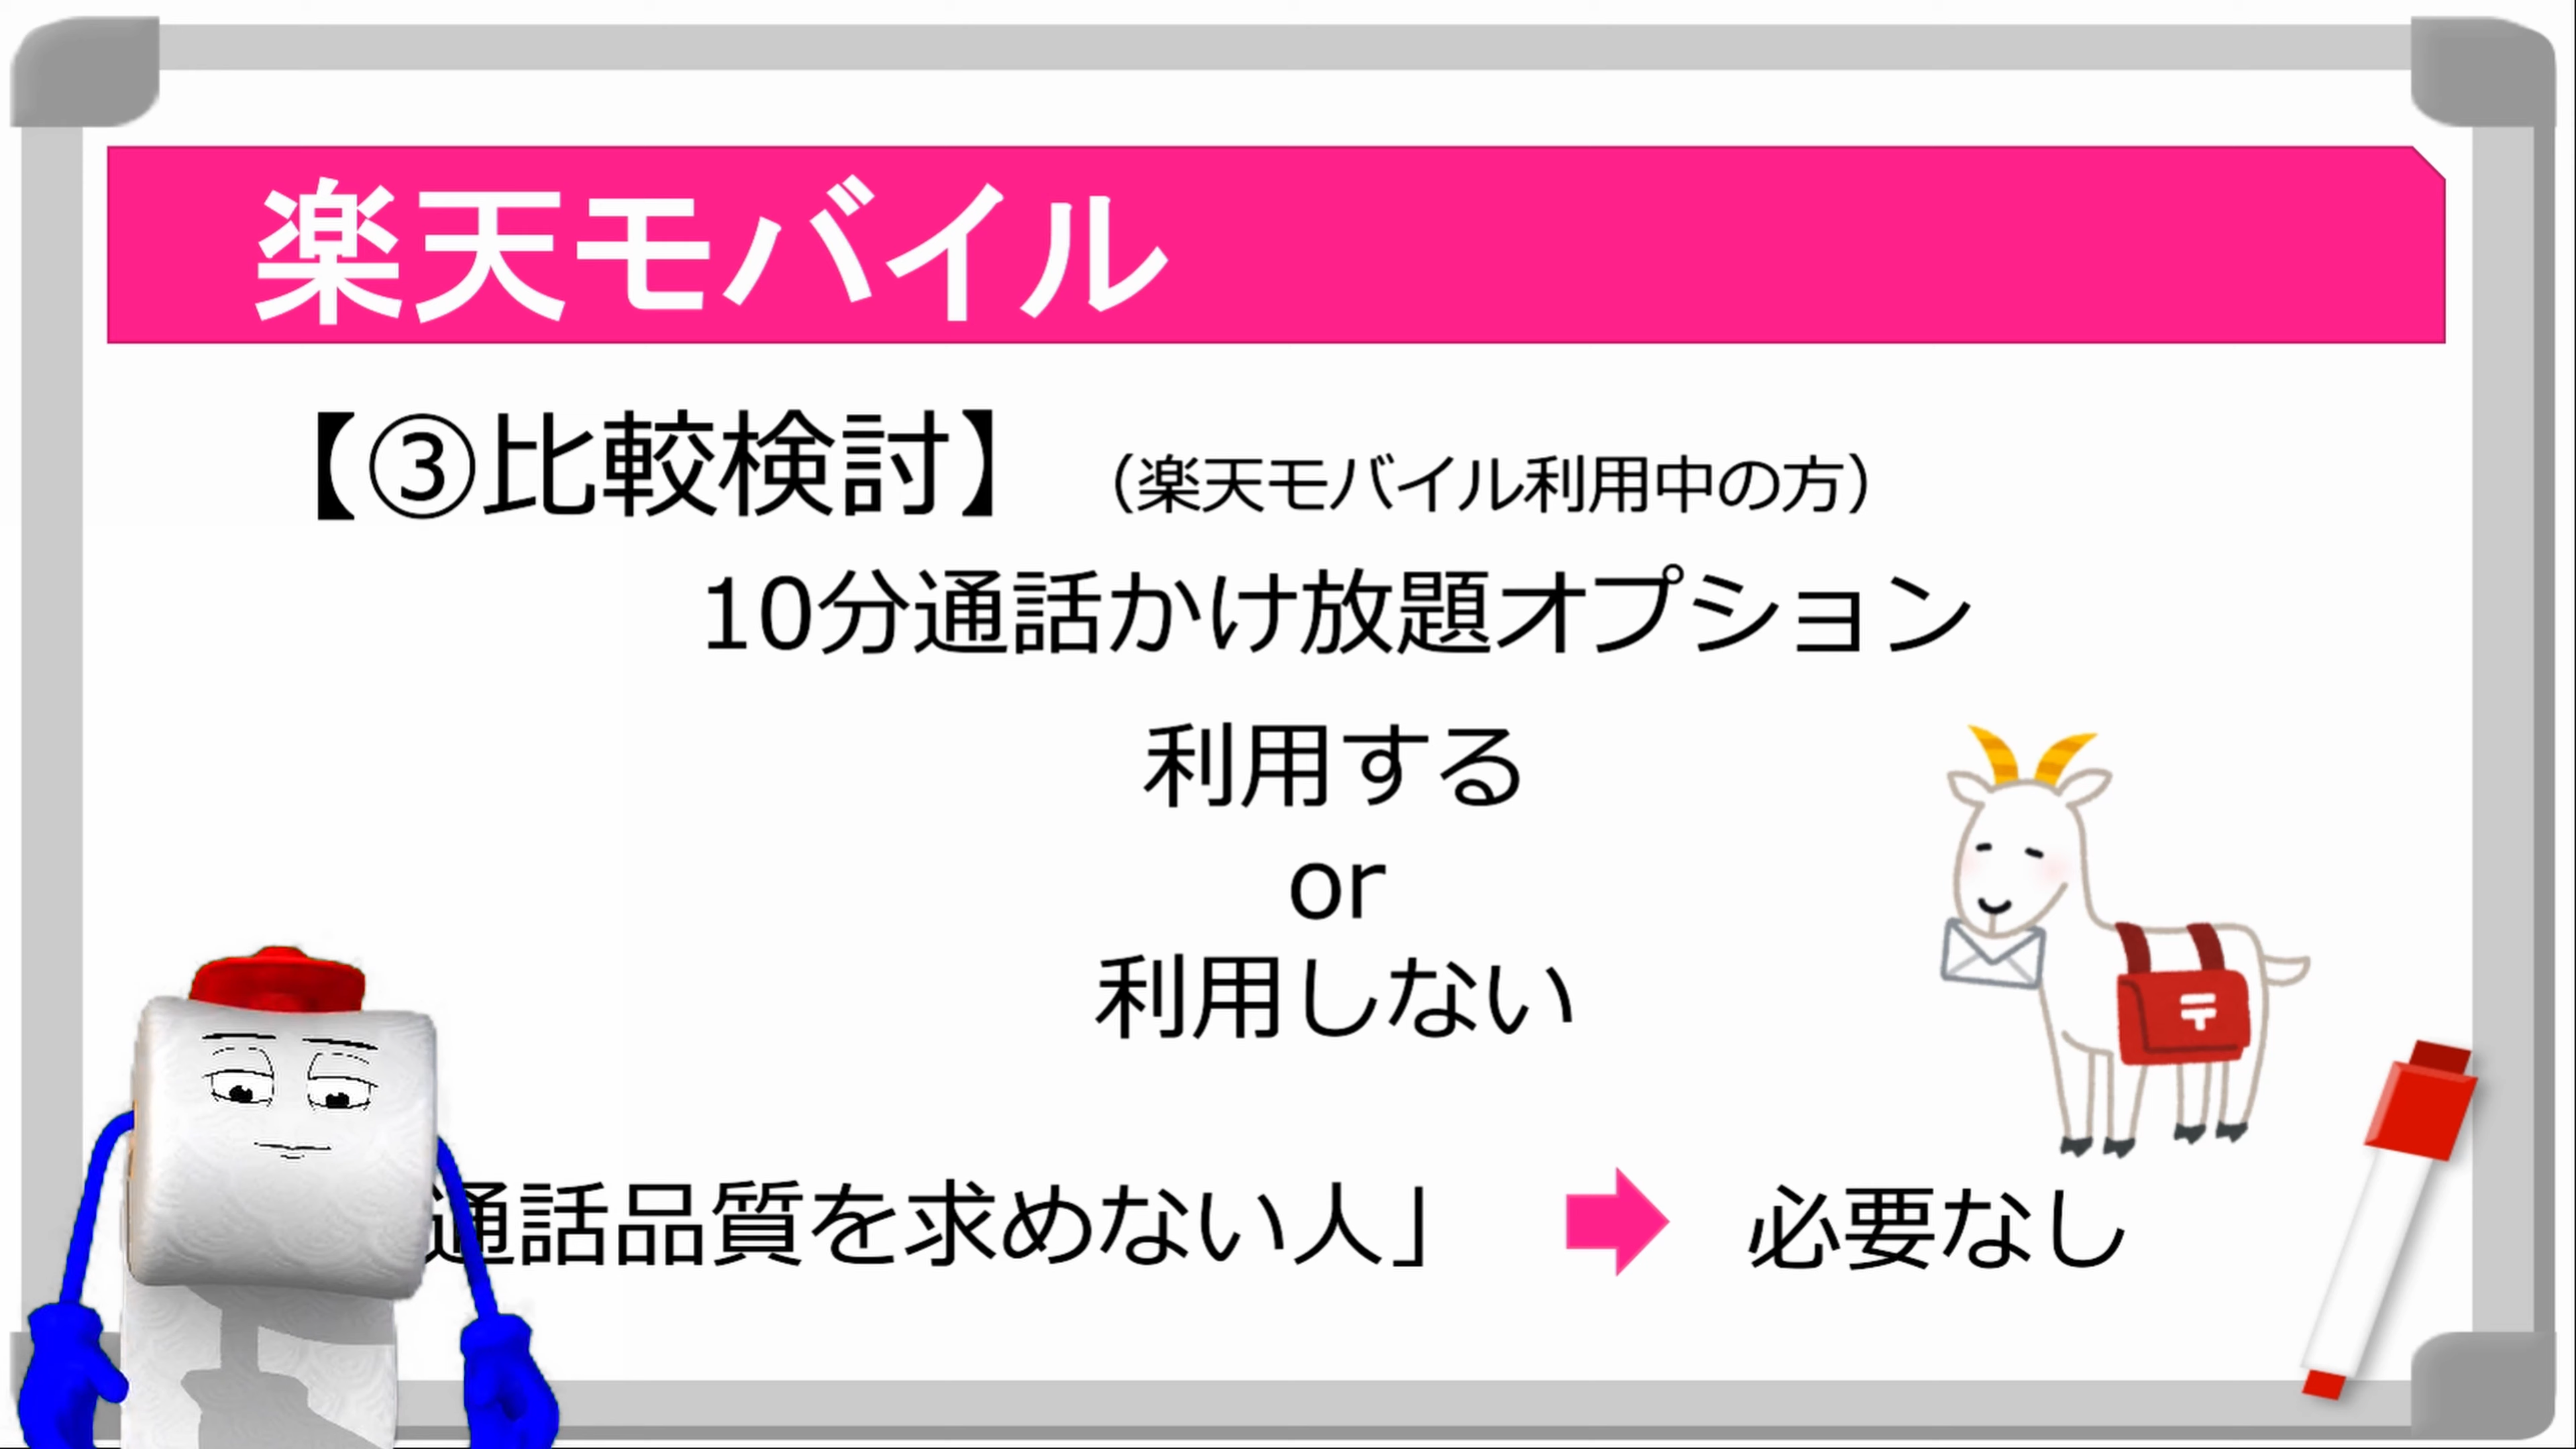 楽天モバイル
【③比較検討】 (楽天モバイル利用中の方)
10分通話かけ放題オプション
利用する
or
利用しない
通話品質を求めない人」 必要なし
〒